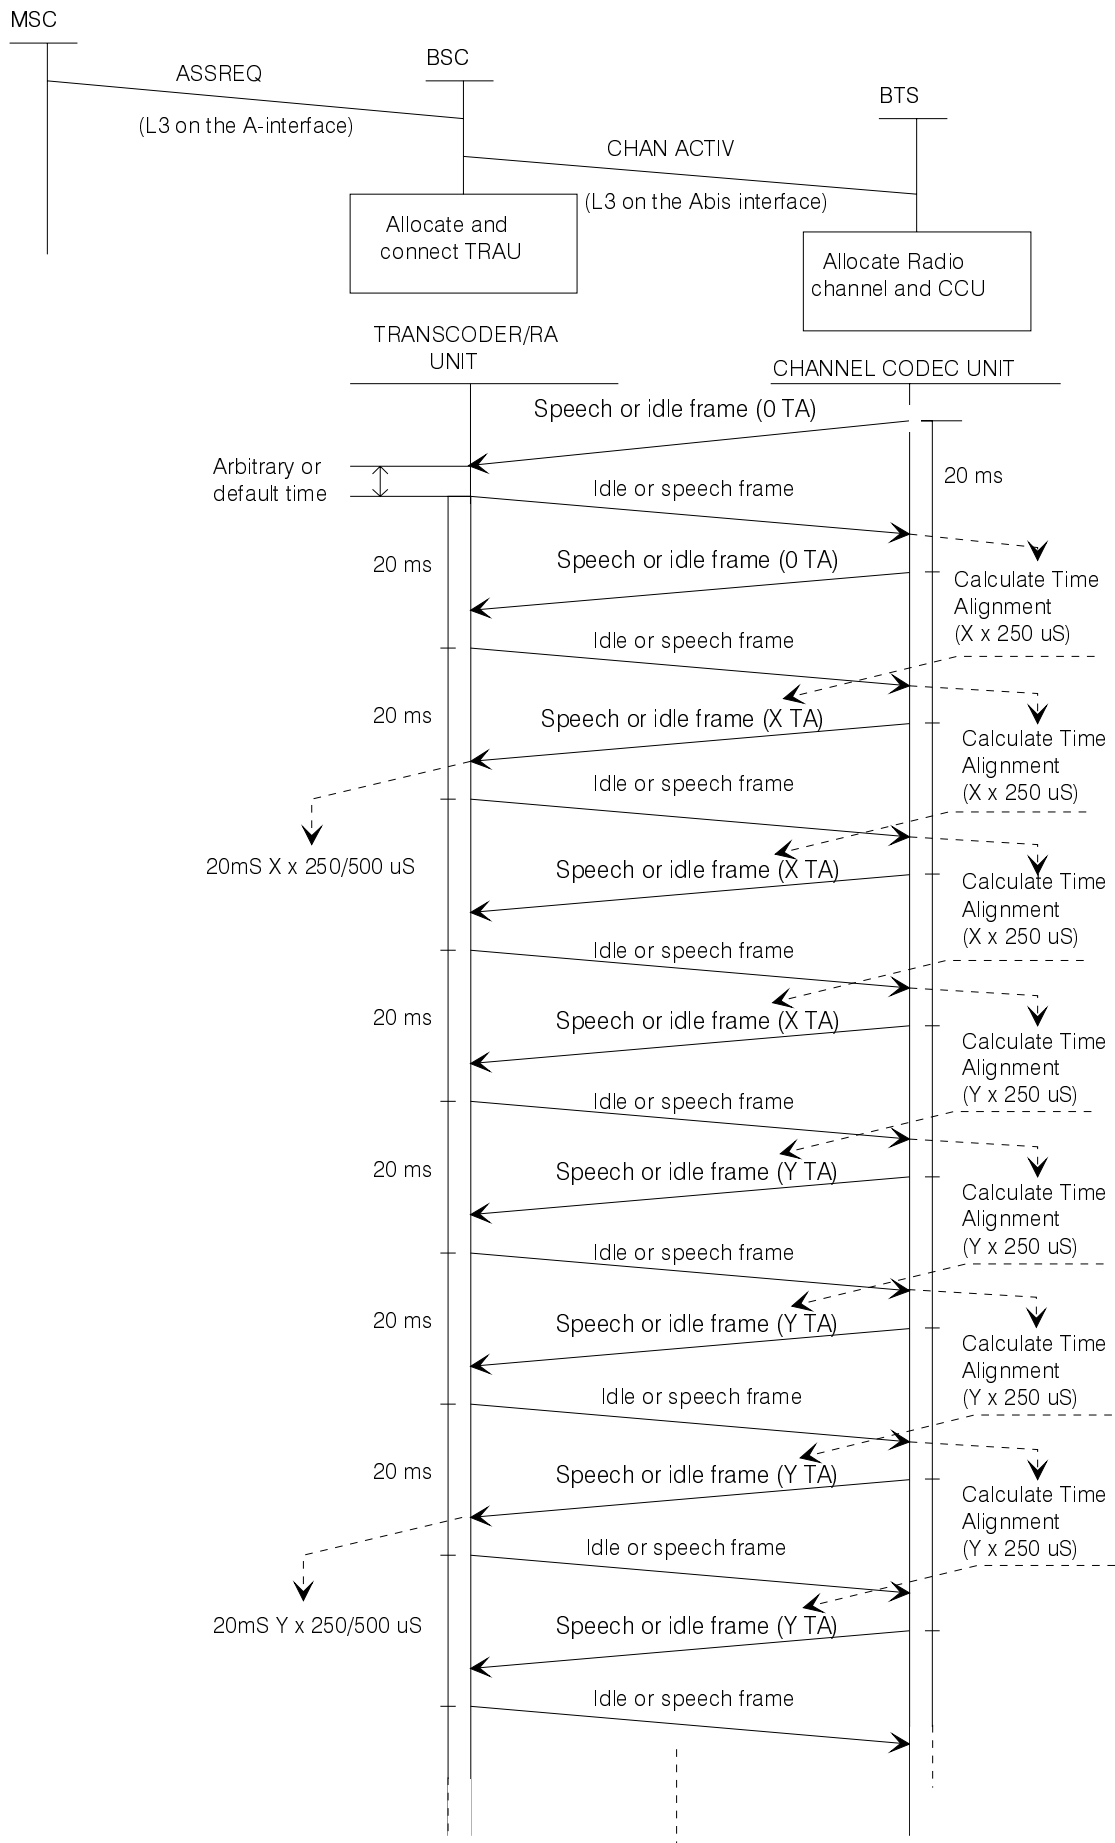 MSC
BSC
ASSREQ
BTS
(L3 on the A-interface)
CHAN ACTIV
(L3 on the Abis interface)
Allocate and
connect TRAU
Allocate Radio
channel and CCU
TRANSCODER/RA
UNIT
CHANNEL CODEC UNIT
Speech or idle frame (0 TA)
Arbitrary or
default time
20 ms
Idle or speech frame
20 ms
Speech or idle frame (0 TA)
Calculate Time
Alignment
(X x 250 uS)
Idle or speech frame
20 ms
Speech or idle frame (X TA)
Calculate Time
Alignment
(X x 250 uS)
Idle or speech frame
20mS X x 250/500 uS
Speech or idle frame (X TA)
Calculate Time
Alignment
(X x 250 uS)
Idle or speech frame
20 ms
Speech or idle frame (X TA)
Calculate Time
Alignment
(Y x 250 uS)
Idle or speech frame
20 ms
Speech or idle frame (Y TA)
Calculate Time
Alignment
(Y x 250 uS)
Idle or speech frame
20 ms
Speech or idle frame (Y TA)
Calculate Time
Alignment
(Y x 250 uS)
Idle or speech frame
20 ms
Speech or idle frame (Y TA)
Calculate Time
Alignment
(Y x 250 uS)
Idle or speech frame
20mS Y x 250/500 uS
Speech or idle frame (Y TA)
Idle or speech frame